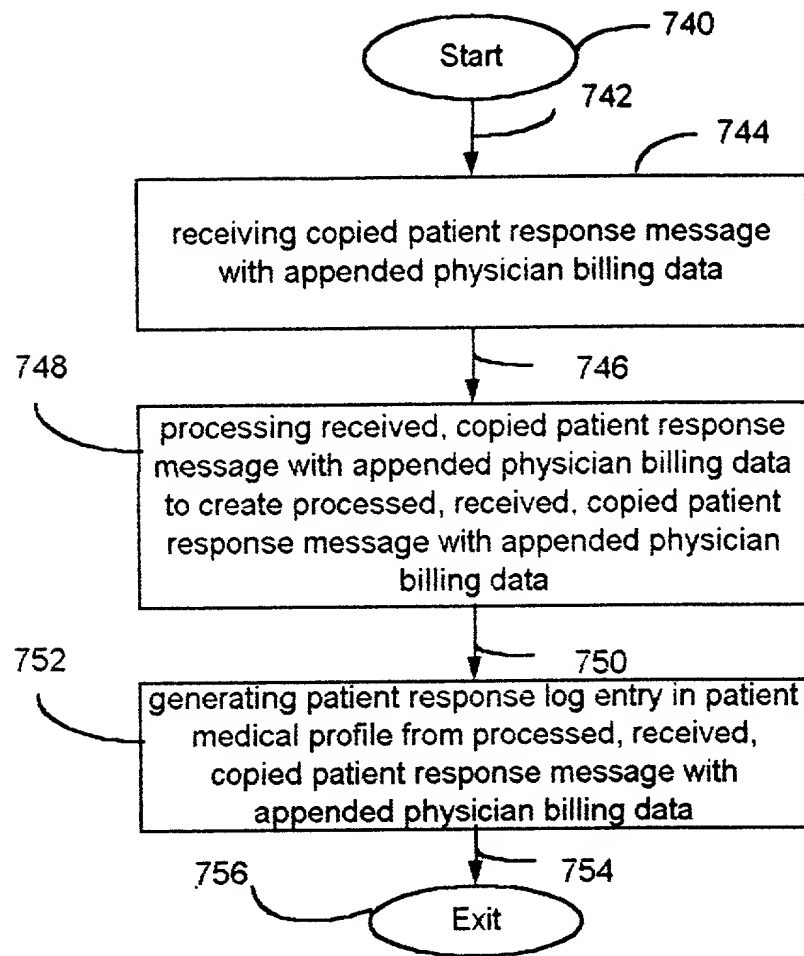 740
Start
742
744
receiving copied patient response message
with appended physician billing data
746
748
processing received, copied patient response
message with appended physician billing data
to create processed, received, copied patient
response message with appended physician
billing data
750
752
generating patient response log entry in patient
medical profile from processed, received,
copied patient response message with
appended physician billing data
754
756
Exit